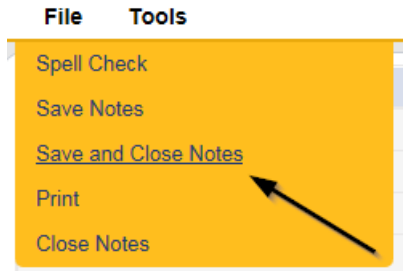 File Tools
Spell Check
Save Notes
Save and Close Notes
Print
Close Notes